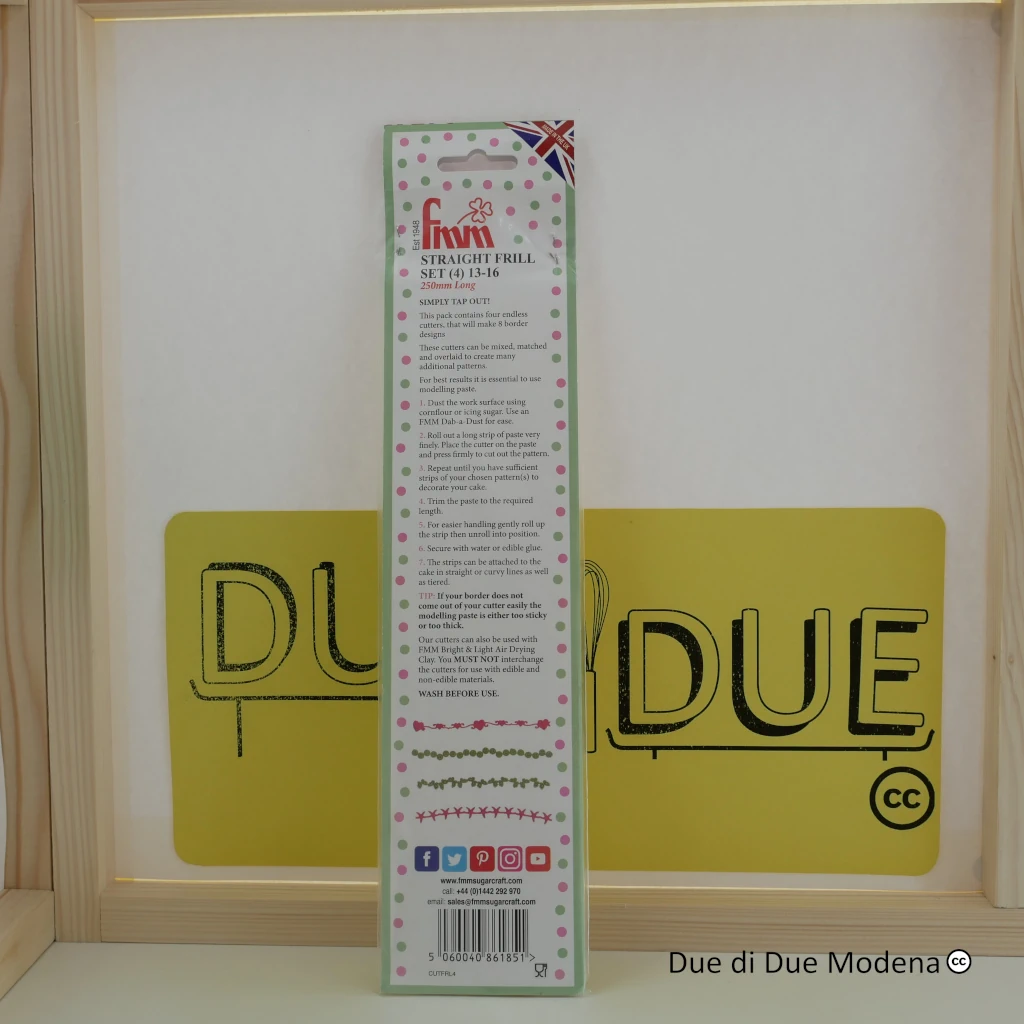 MADE IN THE UK
Est 1948
fmm
STRAIGHT FRILL
SET (4) 13-16
250mm Long
SIMPLY TAP OUT!
This pack contains four endless
cutters, that will make 8 border
designs
These cutters can be mixed, matched
and overlaid to create many
additional patterns.
For best results it is essential to use
modelling paste.
1. Dust the work surface using
cornflour or icing sugar. Use an
FMM Dab-a-Dust for ease.
2. Roll out a long strip of paste very
finely. Place the cutter on the paste
and press firmly to cut out the pattern.
3. Repeat until you have sufficient
strips of your chosen pattern(s) to
decorate your cake.
4. Trim the paste to the required
length.
5. For easier handling gently roll up
the strip then unroll into position.
6. Secure with water or edible glue.
7. The strips can be attached to the
cake in straight or curvy lines as well
as tiered.
TIP: If your border does not
come out of your cutter easily the
modelling paste is either too sticky
or too thick.
Our cutters can also be used with
FMM Bright & Light Air Drying
Clay. You MUST NOT interchange
the cutters for use with edible and
non-edible materials.
WASH BEFORE USE.
www.fmmsugarcraft.com
call: +44 (0)1442 292 970
email: sales@fmmsugarcraft.com
5 060040 861851 >
CUTFRL4
DU DUE
CC
Due di Due Modena cc